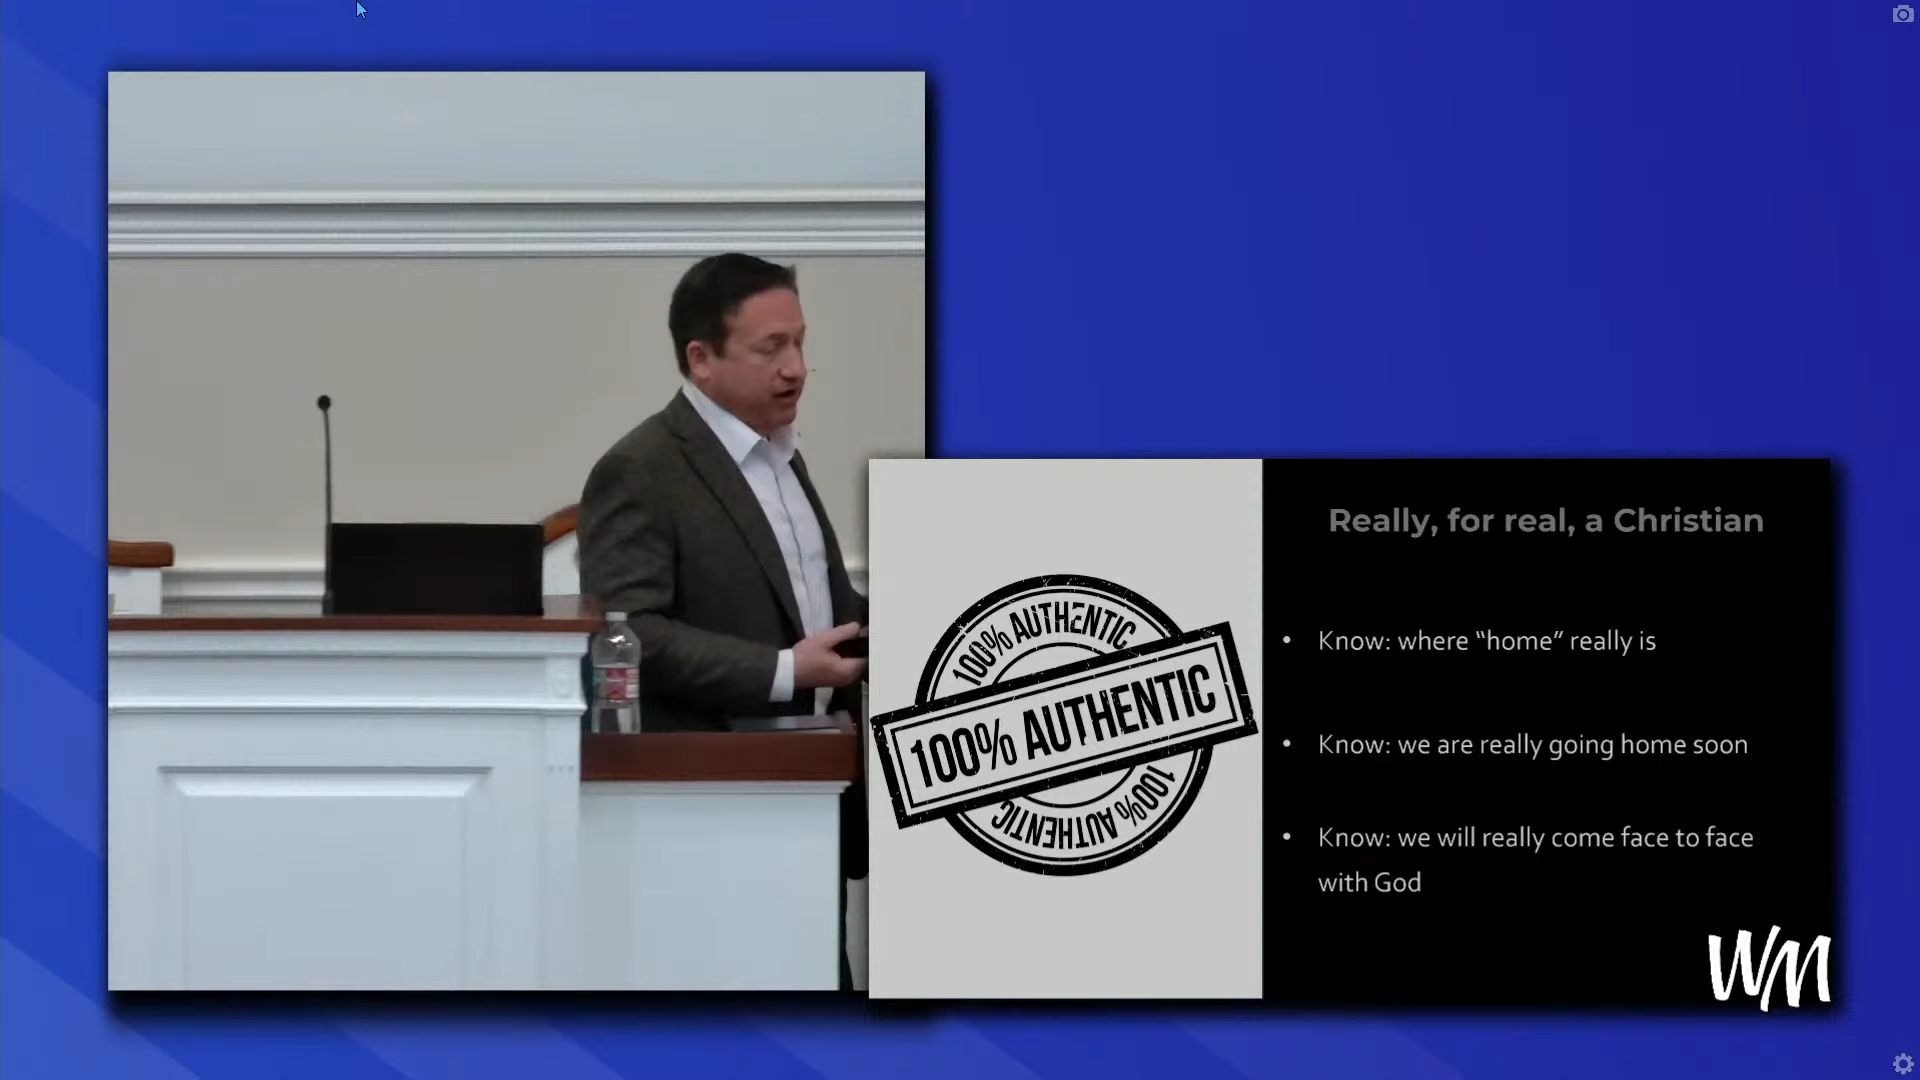 Really, for real, a Christian
100% AUTHENTIC
100% AUTHENTIC
100% AUTHENTIC
• Know: where “home” really is
• Know: we are really going home soon
• Know: we will really come face to face
with God
WM